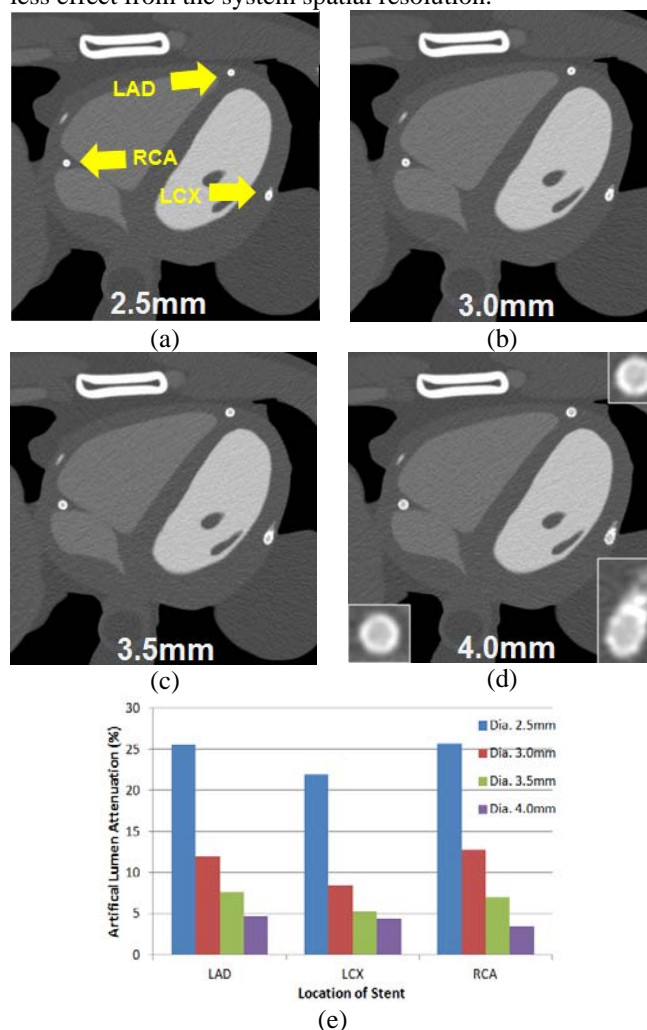 less effect from the system spatial resolution.
LAD
RCA
LCX
2.5mm
3.0mm
(a)
(b)
3.5mm
4.0mm
(c)
(d)
Artifical Lumen Attenuation (%)
30
25
20
15
10
5
0
Dia. 2.5mm
Dia. 3.0mm
Dia. 3.5mm
Dia. 4.0mm
LAD
LCX
RCA
Location of Stent
(e)